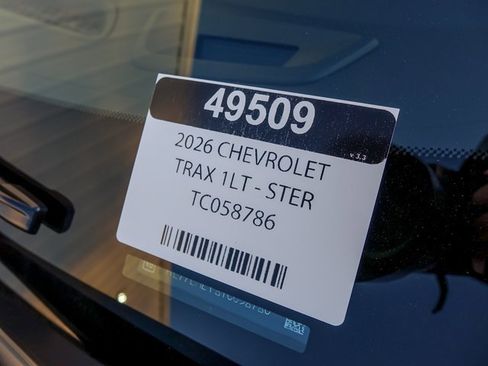 49509
v 3.3
2026 CHEVROLET
TRAX 1LT - STER
TC058786